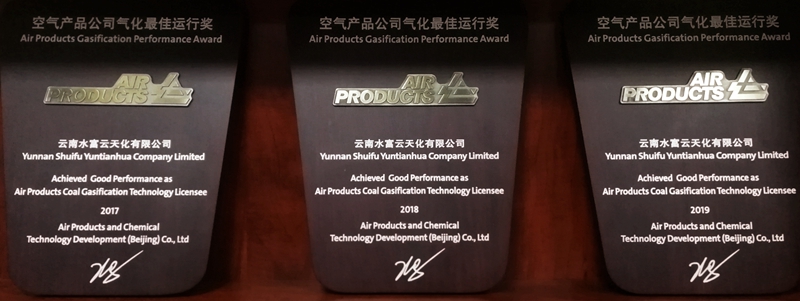 空气产品公司气化最佳运行奖
Air Products Gasification Performance Award
AIR
PRODUCTS
云南水富云天化有限公司
Yunnan Shuifu Yuntianhua Company Limited
Achieved Good Performance as
Air Products Coal Gasification Technology Licensee
2017
Air Products and Chemical
Technology Development (Beijing) Co., Ltd
空气产品公司气化最佳运行奖
Air Products Gasification Performance Award
AIR
PRODUCTS
云南水富云天化有限公司
Yunnan Shuifu Yuntianhua Company Limited
Achieved Good Performance as
Air Products Coal Gasification Technology Licensee
2018
Air Products and Chemical
Technology Development (Beijing) Co., Ltd
空气产品公司气化最佳运行奖
Air Products Gasification Performance Award
AIR
PRODUCTS
云南水富云天化有限公司
Yunnan Shuifu Yuntianhua Company Limited
Achieved Good Performance as
Air Products Coal Gasification Technology Licensee
2019
Air Products and Chemical
Technology Development (Beijing) Co., Ltd